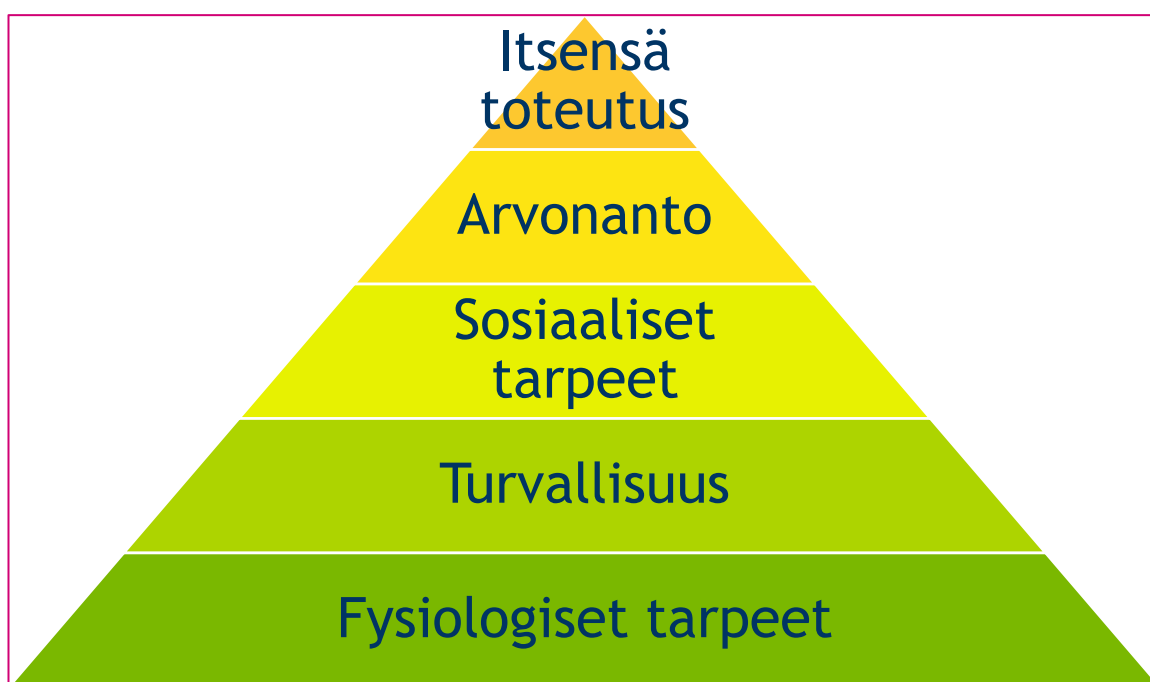 Itsensä
toteutus
Arvonanto
Sosiaaliset
tarpeet
Turvallisuus
Fysiologiset tarpeet